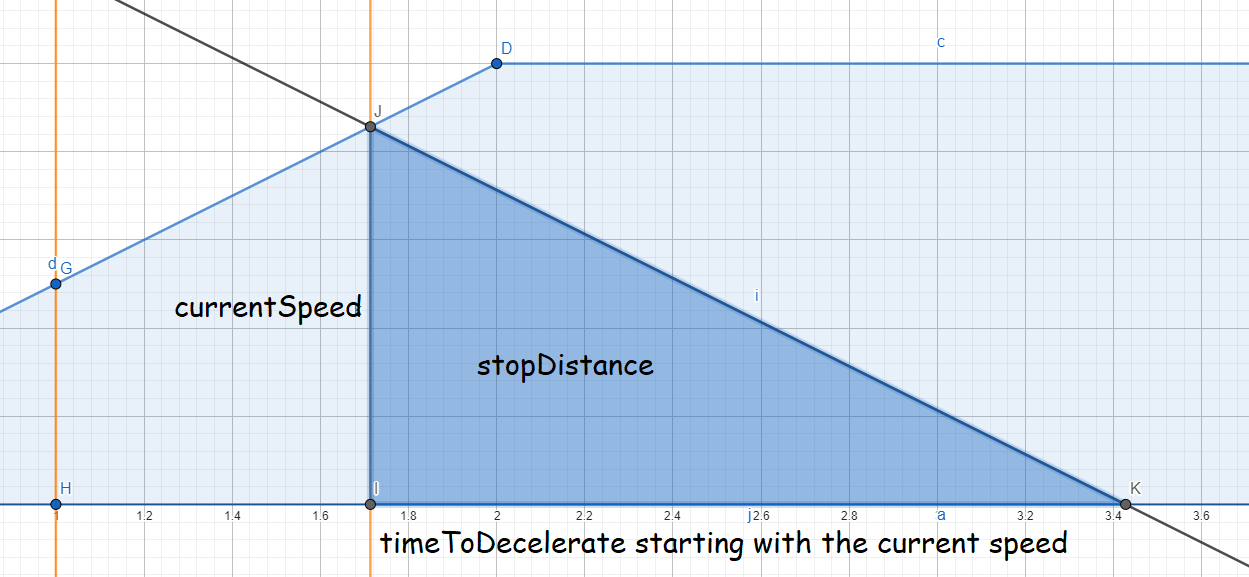 c
D
J
d G
currentSpeed
i
stopDistance
H
I
K
1 1.2 1.4 1.6 1.8 2 2.2 2.4 j 2.6 2.8 a 3.2 3.4 3.6
timeToDecelerate starting with the current speed